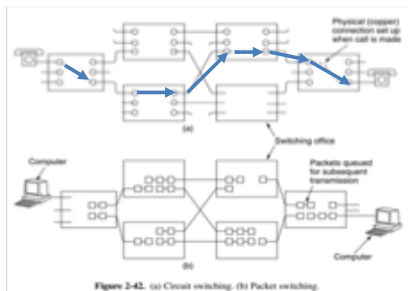 Physical (copper)
connection set up
when call is made
(a)
Switching office
Computer
Packets queued
for subsequent
transmission
Computer
(b)
Figure 2-42. (a) Circuit switching. (b) Packet switching.